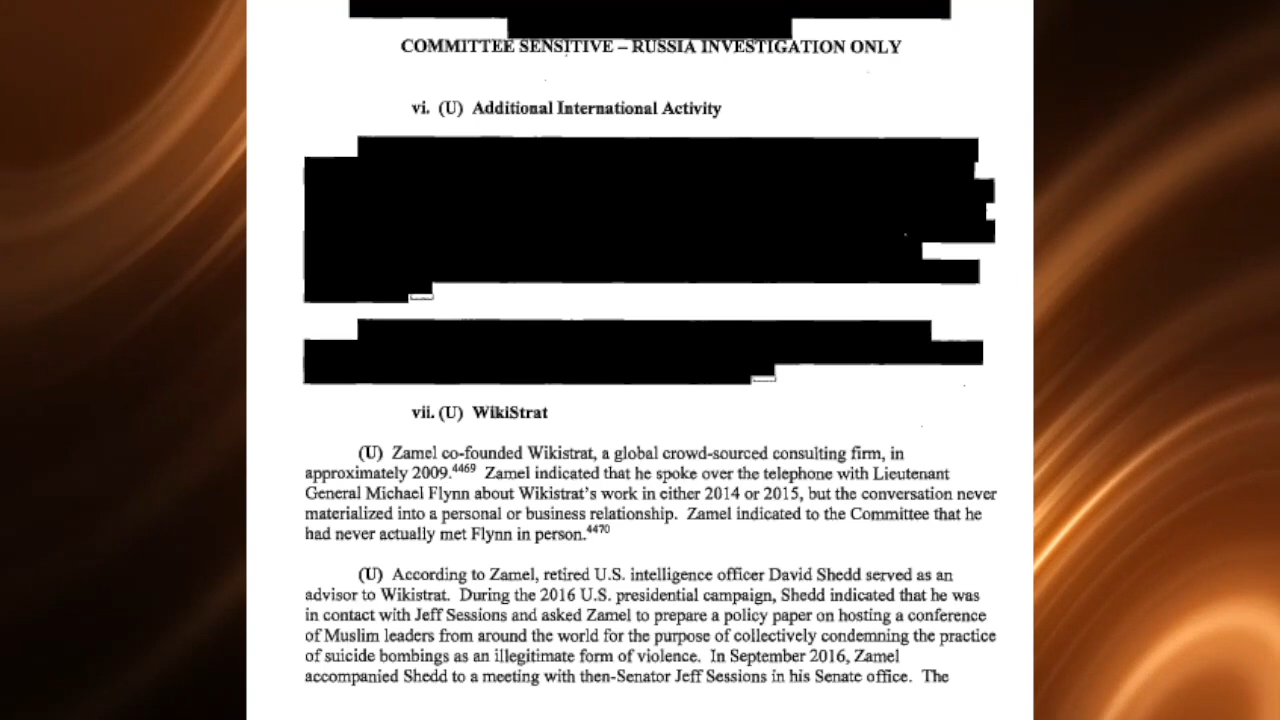 COMMITTEE SENSITIVE – RUSSIA INVESTIGATION ONLY
vi. (U) Additional International Activity
vii. (U) WikiStrat
(U) Zamel co-founded Wikistrat, a global crowd-sourced consulting firm, in
approximately 2009.4469 Zamel indicated that he spoke over the telephone with Lieutenant
General Michael Flynn about Wikistrat's work in either 2014 or 2015, but the conversation never
materialized into a personal or business relationship. Zamel indicated to the Committee that he
had never actually met Flynn in person.4470
(U) According to Zamel, retired U.S. intelligence officer David Shedd served as an
advisor to Wikistrat. During the 2016 U.S. presidential campaign, Shedd indicated that he was
in contact with Jeff Sessions and asked Zamel to prepare a policy paper on hosting a conference
of Muslim leaders from around the world for the purpose of collectively condemning the practice
of suicide bombings as an illegitimate form of violence. In September 2016, Zamel
accompanied Shedd to a meeting with then-Senator Jeff Sessions in his Senate office. The